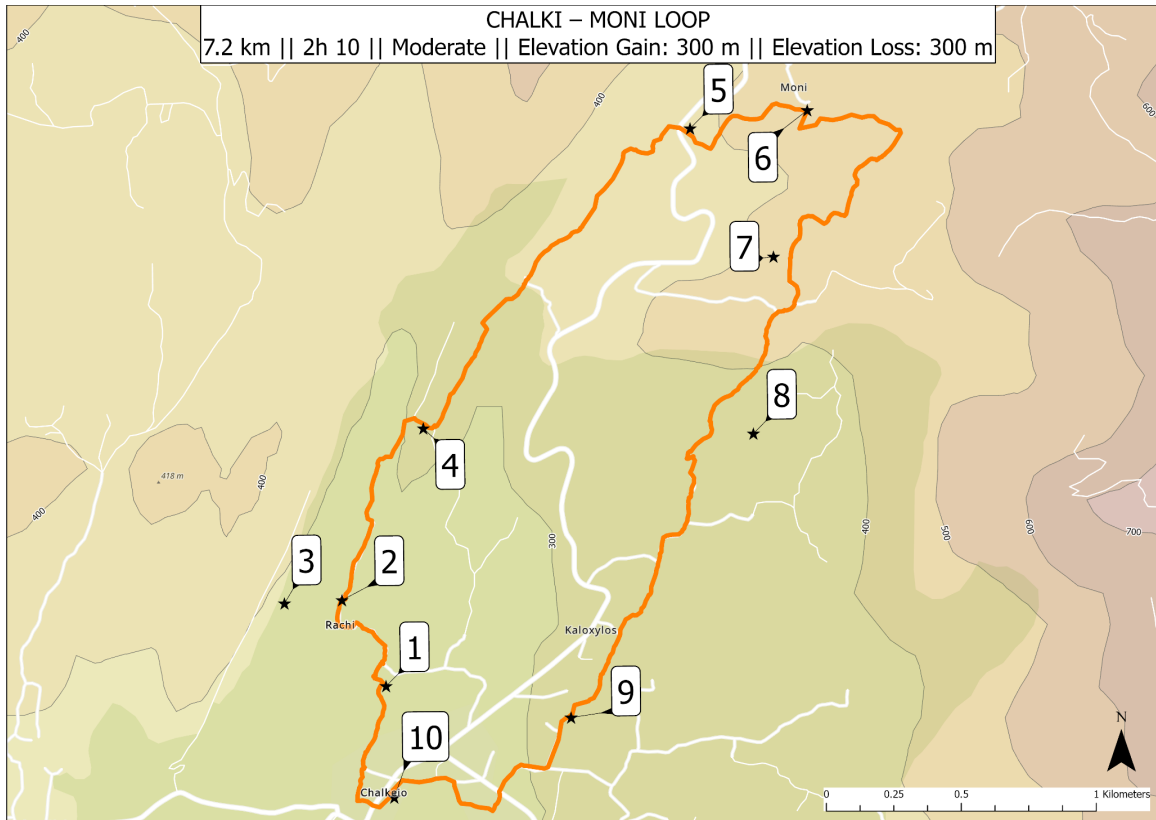 CHALKI – MONI LOOP
7.2 km || 2h 10 || Moderate || Elevation Gain: 300 m || Elevation Loss: 300 m
400
400
5
Moni
600
6
7
8
4
418 m
400
400
300
400
500
600
700
3
2
Rachi
Kaloxylos
1
9
10
N
Chalkeio
0 0.25 0.5 1 Kilometers